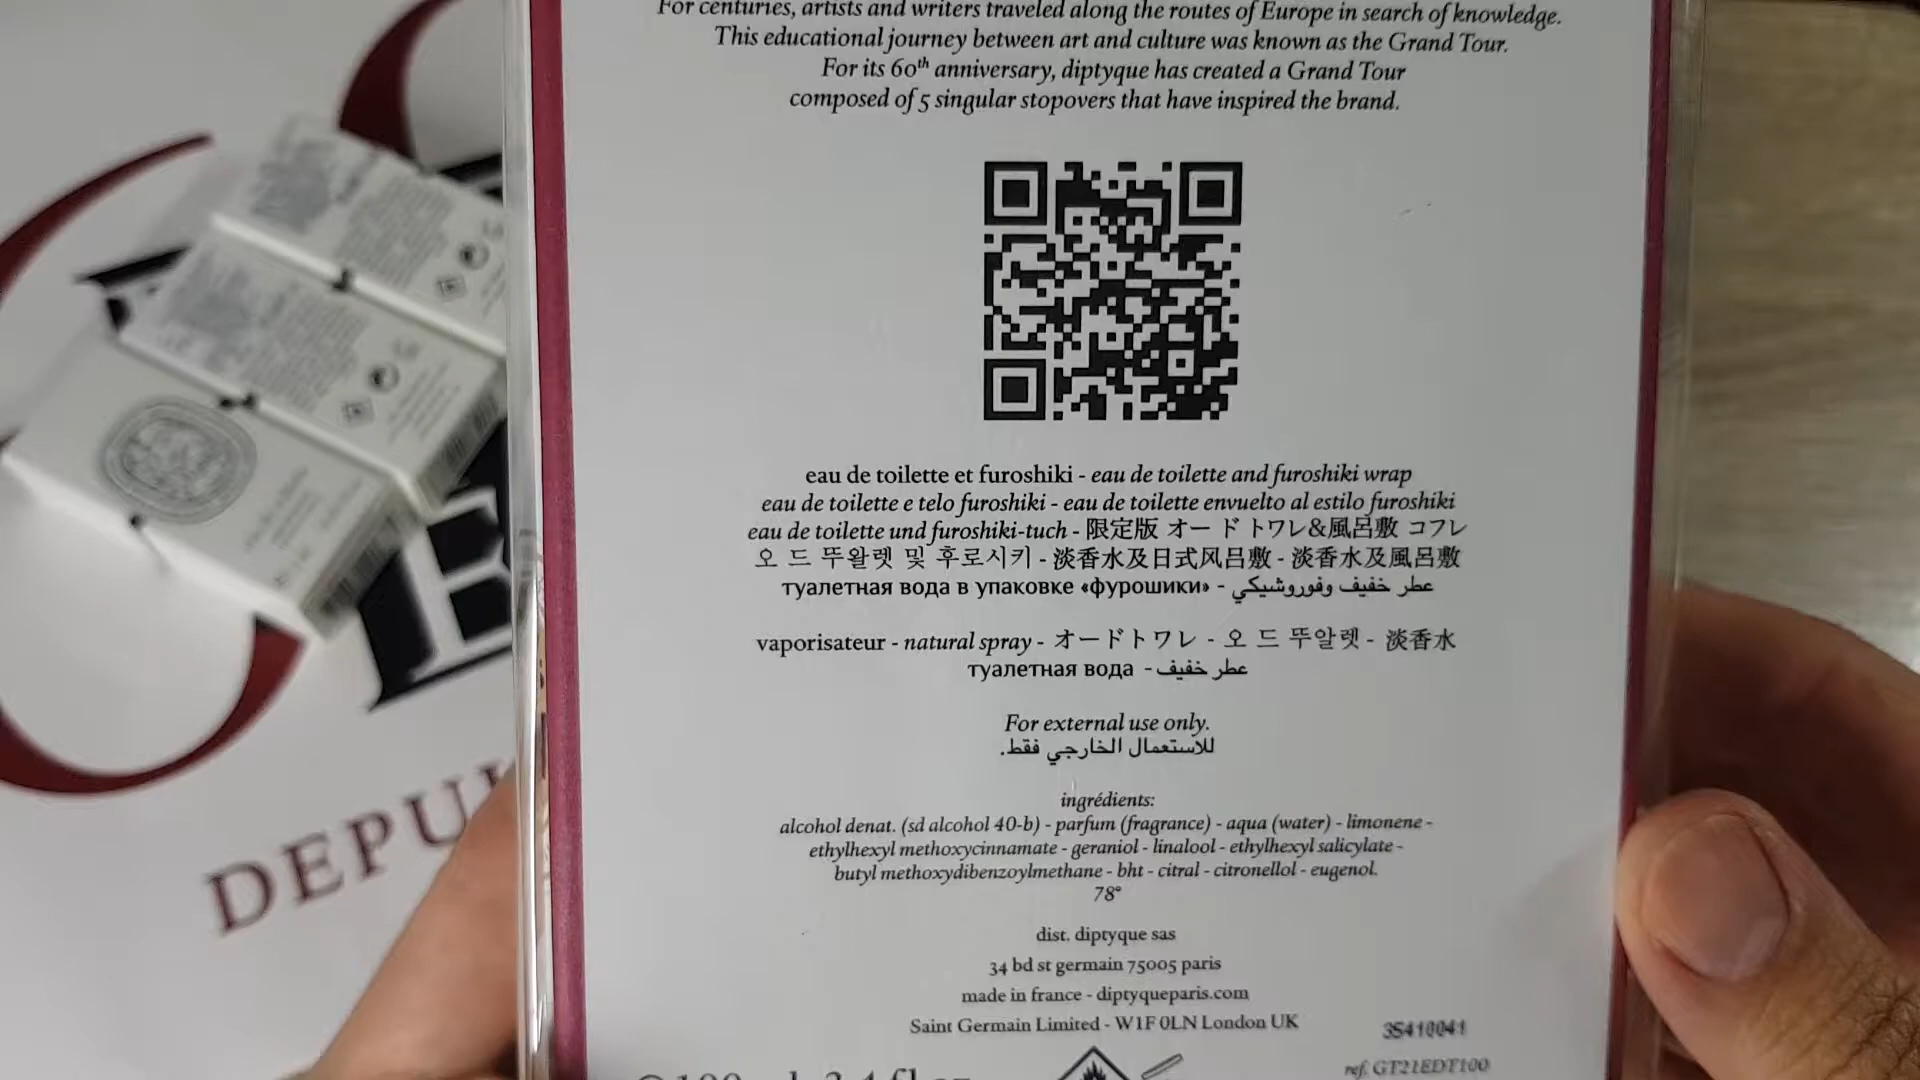 For centuries, artists and writers traveled along the routes of Europe in search of knowledge.
This educational journey between art and culture was known as the Grand Tour.
For its 60th anniversary, diptyque has created a Grand Tour
composed of 5 singular stopovers that have inspired the brand.
eau de toilette et furoshiki - eau de toilette and furoshiki wrap
eau de toilette e telo furoshiki - eau de toilette envuelto al estilo furoshiki
eau de toilette und furoshiki-tuch - 限定版 オー ド トワレ&風呂敷 コフレ
오 드 뚜왈렛 및 후로시키 - 淡香水及日式风吕敷 - 淡香水及風呂敷
туалетная вода в упаковке «фурошики» - عطر خفيف وفوروشيكي
vaporisateur - natural spray - オードトワレ - 오 드 뚜알렛 - 淡香水
туалетная вода - عطر خفيف
For external use only.
للاستعمال الخارجي فقط.
ingrédients:
alcohol denat. (sd alcohol 40-b) - parfum (fragrance) - aqua (water) - limonene -
ethylhexyl methoxycinnamate - geraniol - linalool - ethylhexyl salicylate -
butyl methoxydibenzoylmethane - bht - citral - citronellol - eugenol.
78°
dist. diptyque sas
34 bd st germain 75005 paris
made in france - diptyqueparis.com
Saint Germain Limited - W1F 0LN London UK
3S410041
ref. GT21EDT100